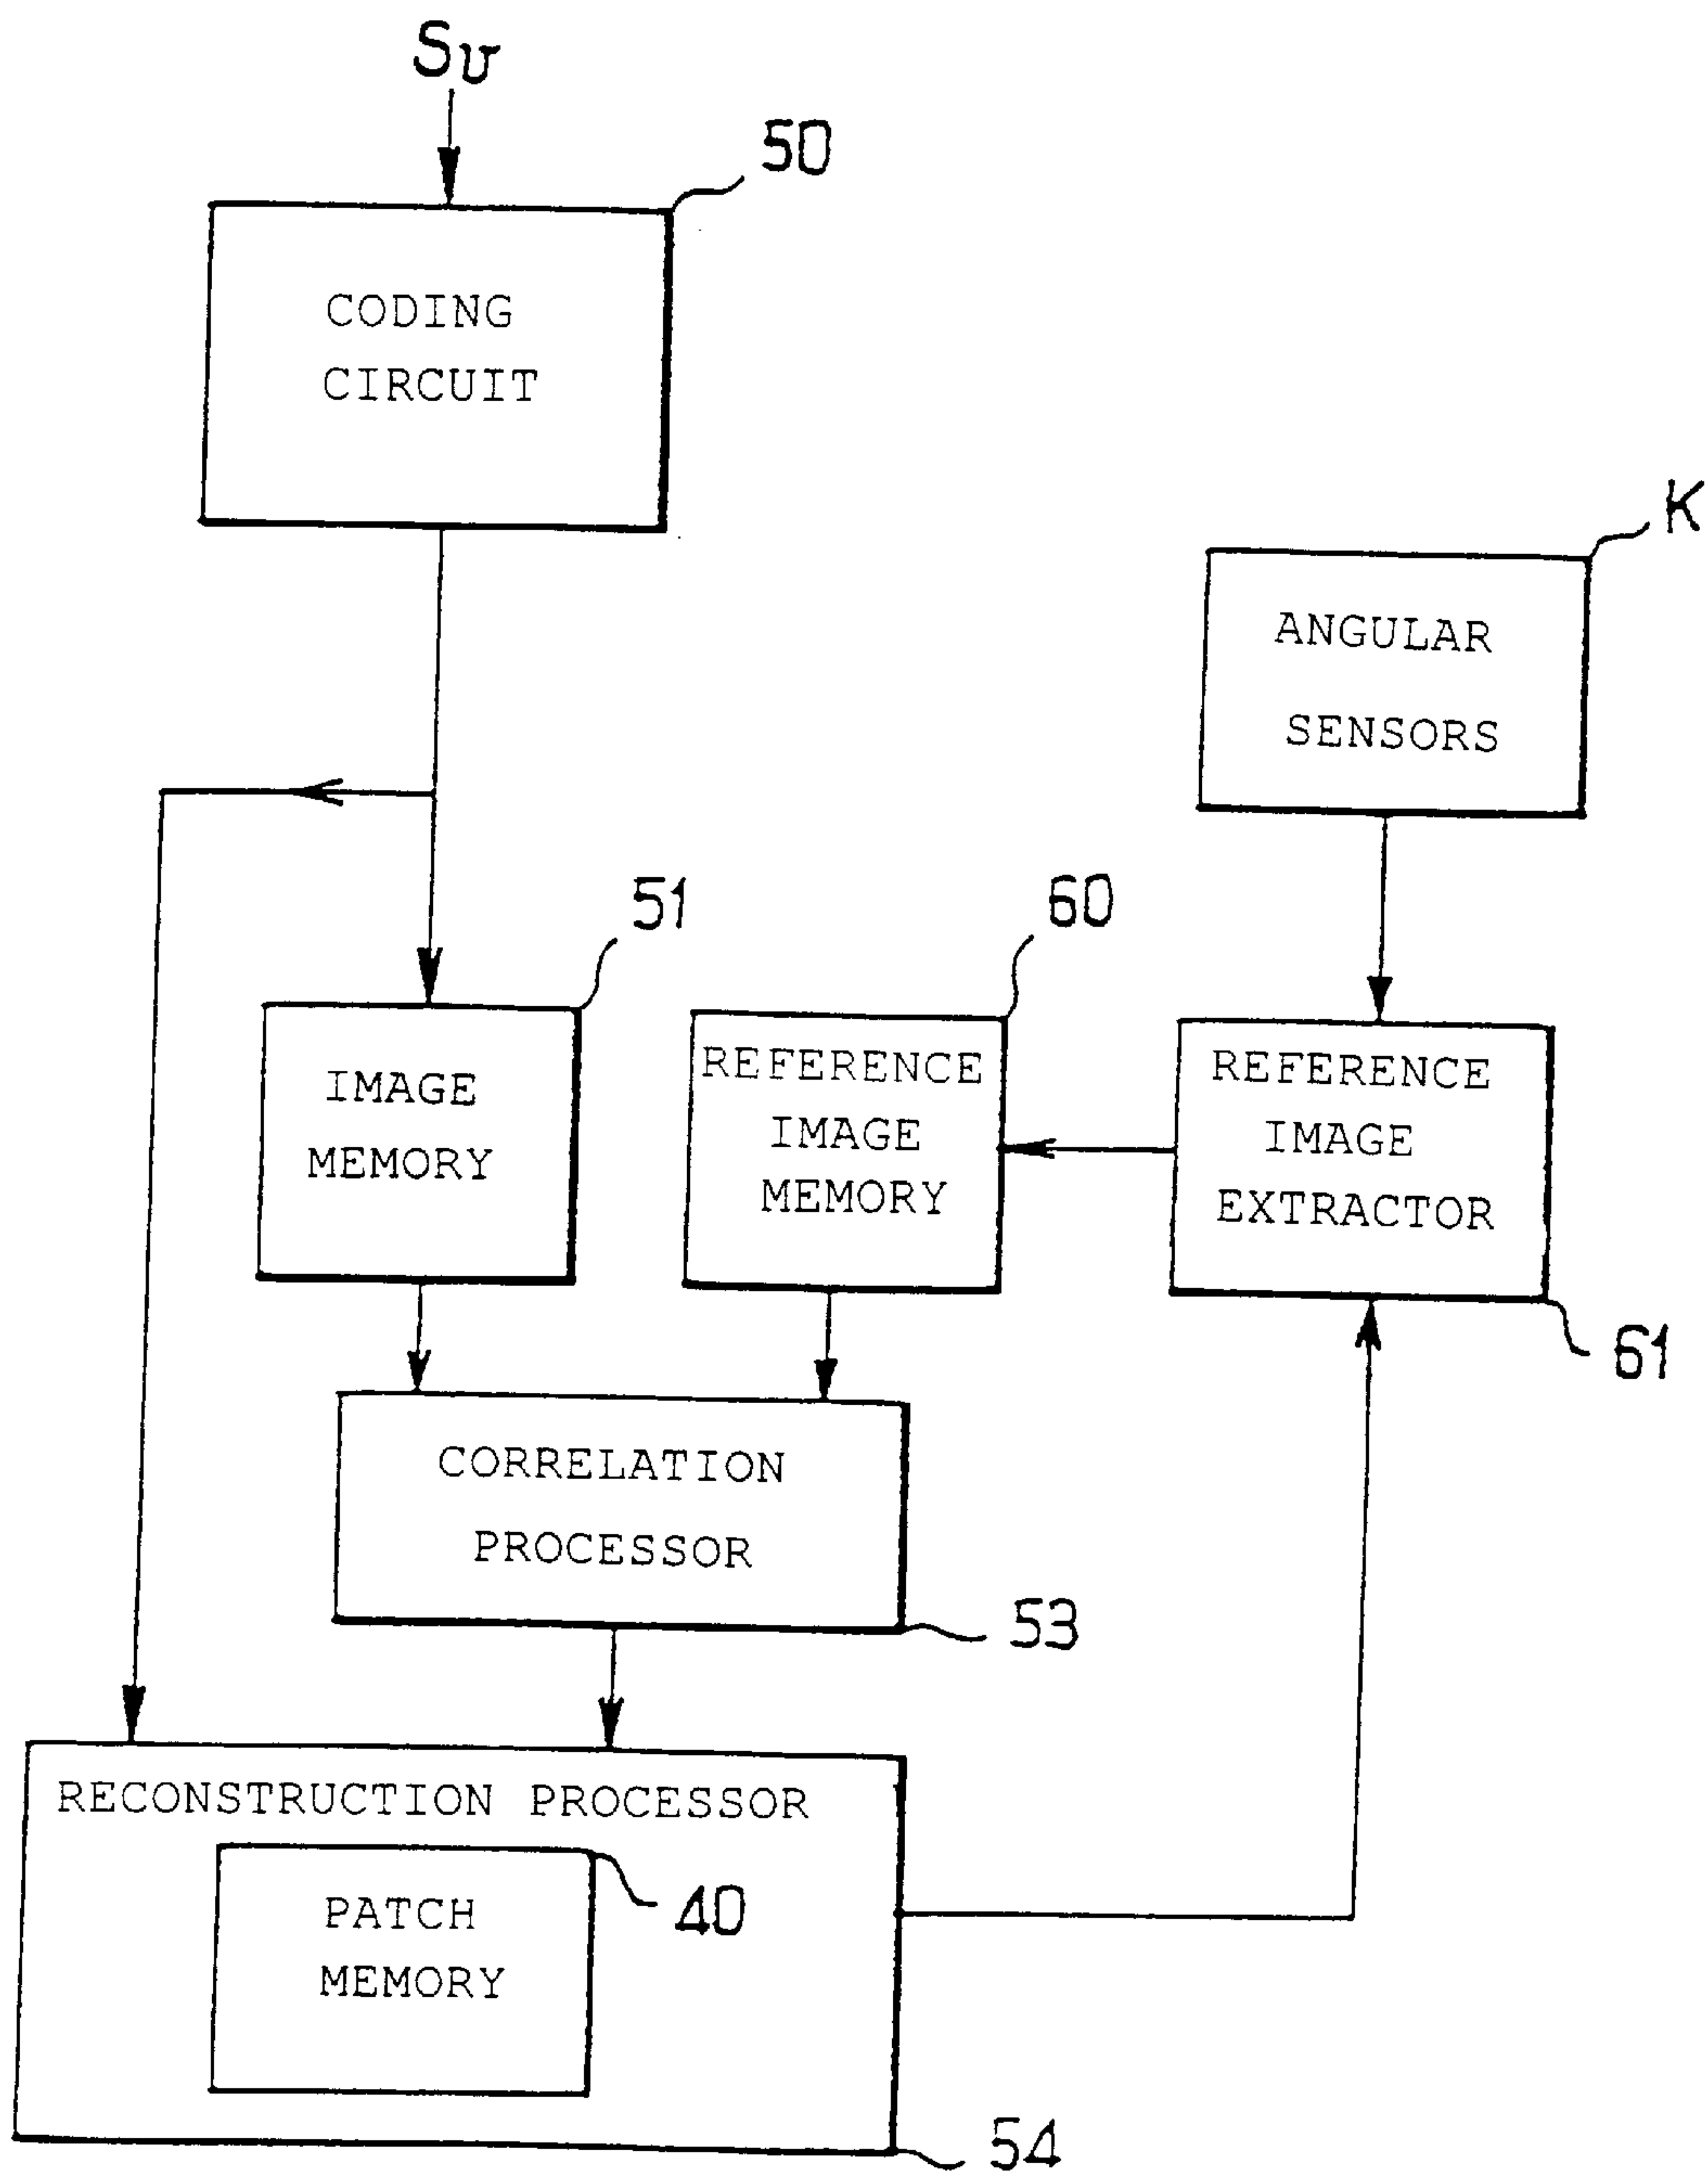 Sv
50
CODING
CIRCUIT
K
ANGULAR
SENSORS
51
60
IMAGE
MEMORY
REFERENCE
IMAGE
MEMORY
REFERENCE
IMAGE
EXTRACTOR
61
CORRELATION
PROCESSOR
53
RECONSTRUCTION PROCESSOR
40
PATCH
MEMORY
54